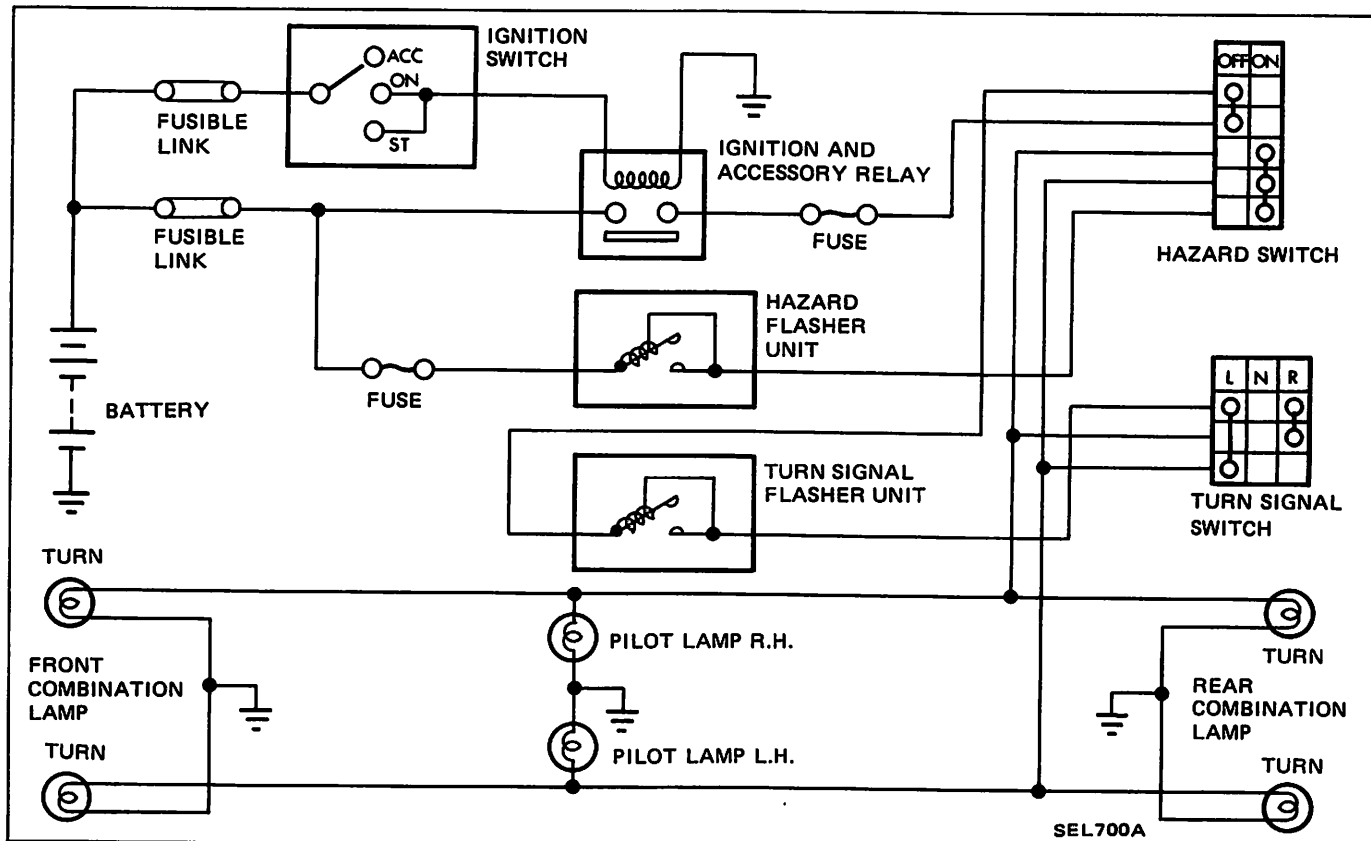 IGNITION
SWITCH
ACC
ON
ST
FUSIBLE
LINK
OFF ON
IGNITION AND
ACCESSORY RELAY
FUSIBLE
LINK
FUSE
HAZARD SWITCH
HAZARD
FLASHER
UNIT
FUSE
BATTERY
L N R
TURN SIGNAL
FLASHER UNIT
TURN SIGNAL
SWITCH
TURN
PILOT LAMP R.H.
TURN
FRONT
COMBINATION
LAMP
REAR
COMBINATION
LAMP
TURN
PILOT LAMP L.H.
TURN
SEL700A